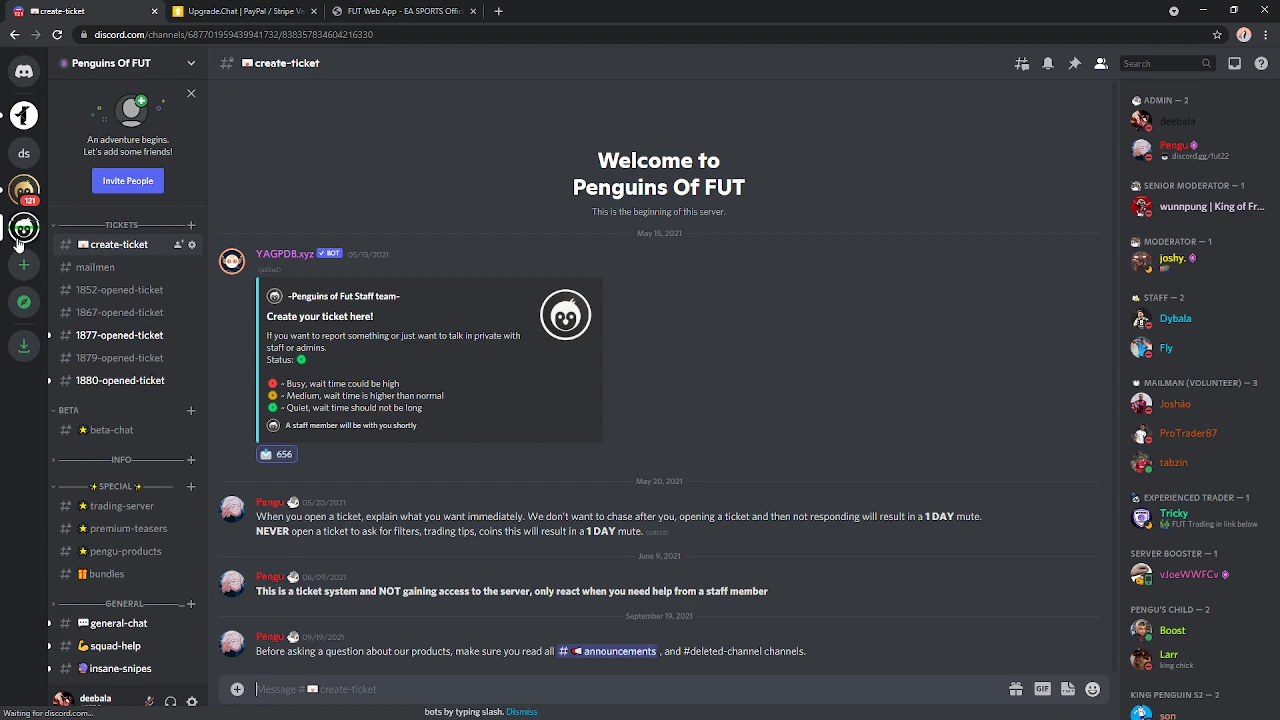 121
create-ticket
Upgrade.Chat | PayPal / Stripe Ve
FUT Web App - EA SPORTS Offic
discord.com/channels/687701959439941732/838357834604216330
Penguins Of FUT
create-ticket
Search
ds
121
An adventure begins.
Let's add some friends!
Invite People
TICKETS
create-ticket
mailmen
1852-opened-ticket
1867-opened-ticket
1877-opened-ticket
1879-opened-ticket
1880-opened-ticket
BETA
beta-chat
INFO
SPECIAL
trading-server
premium-teasers
pengu-products
bundles
GENERAL
general-chat
squad-help
insane-snipes
deebala
Waiting for discord.com...
Welcome to
Penguins Of FUT
This is the beginning of this server.
May 15, 2021
YAGPDB.xyz BOT 05/15/2021
(edited)
-Penguins of Fut Staff team-
Create your ticket here!
If you want to report something or just want to talk in private with
staff or admins.
Status:
- Busy, wait time could be high
- Medium, wait time is higher than normal
- Quiet, wait time should not be long
A staff member will be with you shortly
656
May 20, 2021
Pengu 05/20/2021
When you open a ticket, explain what you want immediately. We don't want to chase after you, opening a ticket and then not responding will result in a 1 DAY mute.
NEVER open a ticket to ask for filters, trading tips, coins this will result in a 1 DAY mute. (edited)
June 9, 2021
Pengu 06/09/2021
This is a ticket system and NOT gaining access to the server, only react when you need help from a staff member
September 19, 2021
Pengu 09/19/2021
Before asking a question about our products, make sure you read all # announcements , and #deleted-channel channels.
Message # create-ticket
GIF
bots by typing slash. Dismiss
ADMIN — 2
deebala
Pengu
discord.gg/fut22
SENIOR MODERATOR — 1
wunnpung | King of Fr...
MODERATOR — 1
joshy.
STAFF — 2
Dybala
Fly
MAILMAN (VOLUNTEER) — 3
Josháo
ProTrader87
tabzin
EXPERIENCED TRADER — 1
Tricky
FUT Trading in link below
SERVER BOOSTER — 1
vJoeWWFCv
PENGU'S CHILD — 2
Boost
Larr
king chick
KING PENGUIN S2 — 2
son